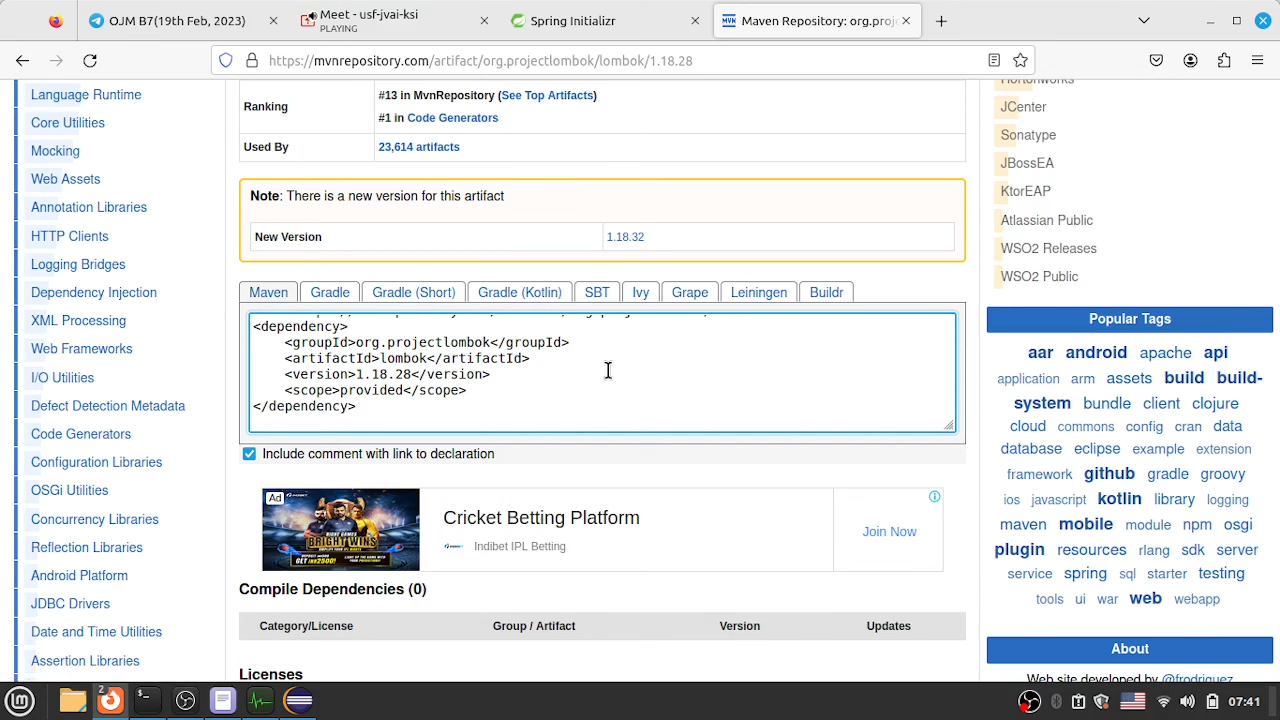 OJM B7(19th Feb, 2023)
Meet - usf-jvai-ksi
PLAYING
Spring Initializr
Maven Repository: org.proj
https://mvnrepository.com/artifact/org.projectlombok/lombok/1.18.28
Language Runtime
Core Utilities
Mocking
Web Assets
Annotation Libraries
HTTP Clients
Logging Bridges
Dependency Injection
XML Processing
Web Frameworks
I/O Utilities
Defect Detection Metadata
Code Generators
Configuration Libraries
OSGi Utilities
Concurrency Libraries
Reflection Libraries
Android Platform
JDBC Drivers
Date and Time Utilities
Assertion Libraries
Ranking
#13 in MvnRepository (See Top Artifacts)
#1 in Code Generators
Used By
23,614 artifacts
Note: There is a new version for this artifact
New Version
1.18.32
Maven
Gradle
Gradle (Short)
Gradle (Kotlin)
SBT
Ivy
Grape
Leiningen
Buildr
<dependency>
<groupId>org.projectlombok</groupId>
<artifactId>lombok</artifactId>
<version>1.18.28</version>
<scope>provided</scope>
</dependency>
Include comment with link to declaration
Ad
BRIGHT WINS
Cricket Betting Platform
Indibet IPL Betting
Join Now
Compile Dependencies (0)
Category/License Group / Artifact Version Updates
Licenses
Hortonworks
JCenter
Sonatype
JBossEA
KtorEAP
Atlassian Public
WSO2 Releases
WSO2 Public
Popular Tags
aar android apache api
application arm assets build build-
system bundle client clojure
cloud commons config cran data
database eclipse example extension
framework github gradle groovy
ios javascript kotlin library logging
maven mobile module npm osgi
plugin resources rlang sdk server
service spring sql starter testing
tools ui war web webapp
About
Web site developed by @frodriguez
2
07:41